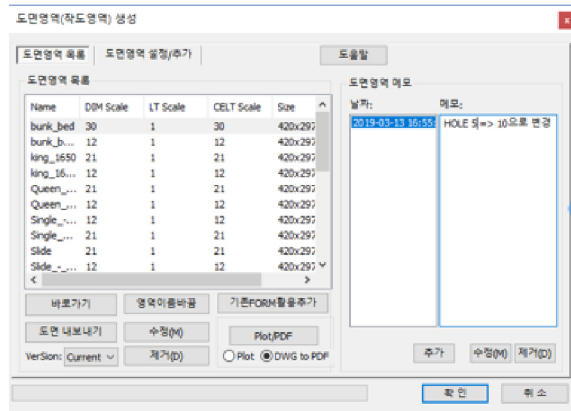 도면영역(작도영역) 생성
x
도면영역 목록 도면영역 설정/추가 도움말
도면영역 목록
Name DIM Scale LT Scale CELT Scale Size
bunk_bed 30 1 30 420x297
bunk_b... 12 1 12 420x297
king_1650 21 1 21 420x297
king_16... 12 1 12 420x297
Queen_... 21 1 21 420x297
Queen_... 12 1 12 420x297
Single_-... 12 1 12 420x297
Single_... 21 1 21 420x297
Slide 21 1 21 420x297
Slide_-_... 12 1 12 420x297
바로가기 영역이름바꿈 기존FORM활용추가
도면 내보내기 수정(M) Plot/PDF
VerSion: Current 제거(D) Plot DWG to PDF
도면영역 메모
날짜: 메모:
2019-03-13 16:55: HOLE 5=> 10으로 변경
추가 수정(M) 제거(D)
확 인 취 소